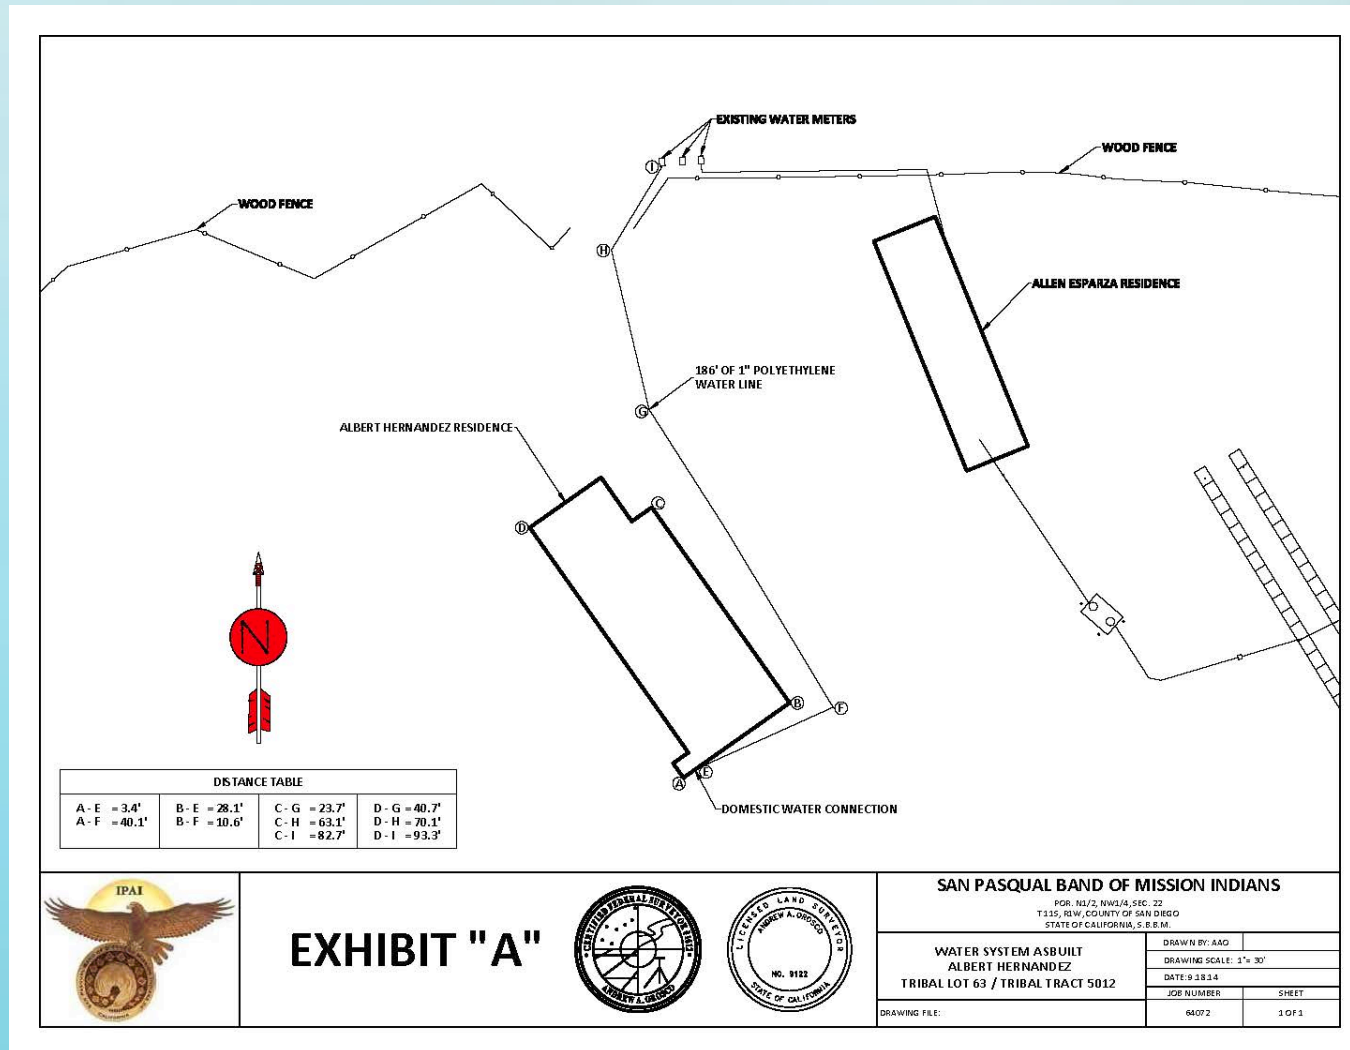 EXISTING WATER METERS
I
WOOD FENCE
WOOD FENCE
H
ALLEN ESPARZA RESIDENCE
186' OF 1" POLYETHYLENE
WATER LINE
G
ALBERT HERNANDEZ RESIDENCE
C
D
N
B
F
E
A
DOMESTIC WATER CONNECTION
DISTANCE TABLE
A - E = 3.4' B - E = 28.1' C - G = 23.7' D - G = 40.7'
A - F = 40.1' B - F = 10.6' C - H = 63.1' D - H = 70.1'
C - I = 82.7' D - I = 93.3'
IPAI
CALIFORNIA
EXHIBIT "A"
CERTIFIED FEDERAL SURVEYOR
ANDREW A. OROSCO
LICENSED LAND SURVEYOR
ANDREW A. OROSCO
NO. 9122
STATE OF CALIFORNIA
SAN PASQUAL BAND OF MISSION INDIANS
POR. N1/2, NW1/4, SEC. 22
T11S, R1W, COUNTY OF SAN DIEGO
STATE OF CALIFORNIA, S.B.B.M.
WATER SYSTEM ASBUILT
ALBERT HERNANDEZ
TRIBAL LOT 63 / TRIBAL TRACT 5012
DRAWN BY: AAO
DRAWING SCALE: 1"= 30'
DATE: 9.18.14
JOB NUMBER SHEET
64072 1 OF 1
DRAWING FILE: